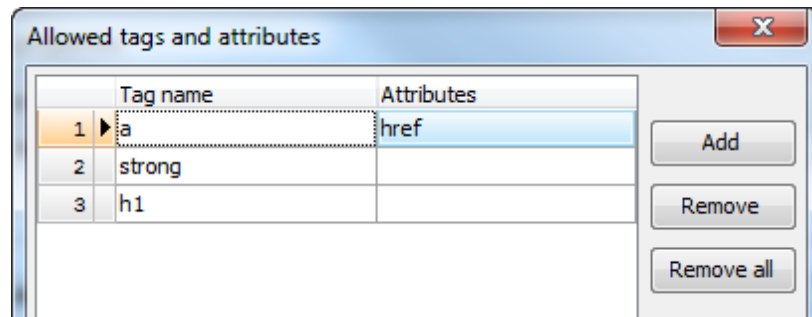 Allowed tags and attributes
Tag name Attributes
1 a href
Add
2 strong
3 h1
Remove
Remove all